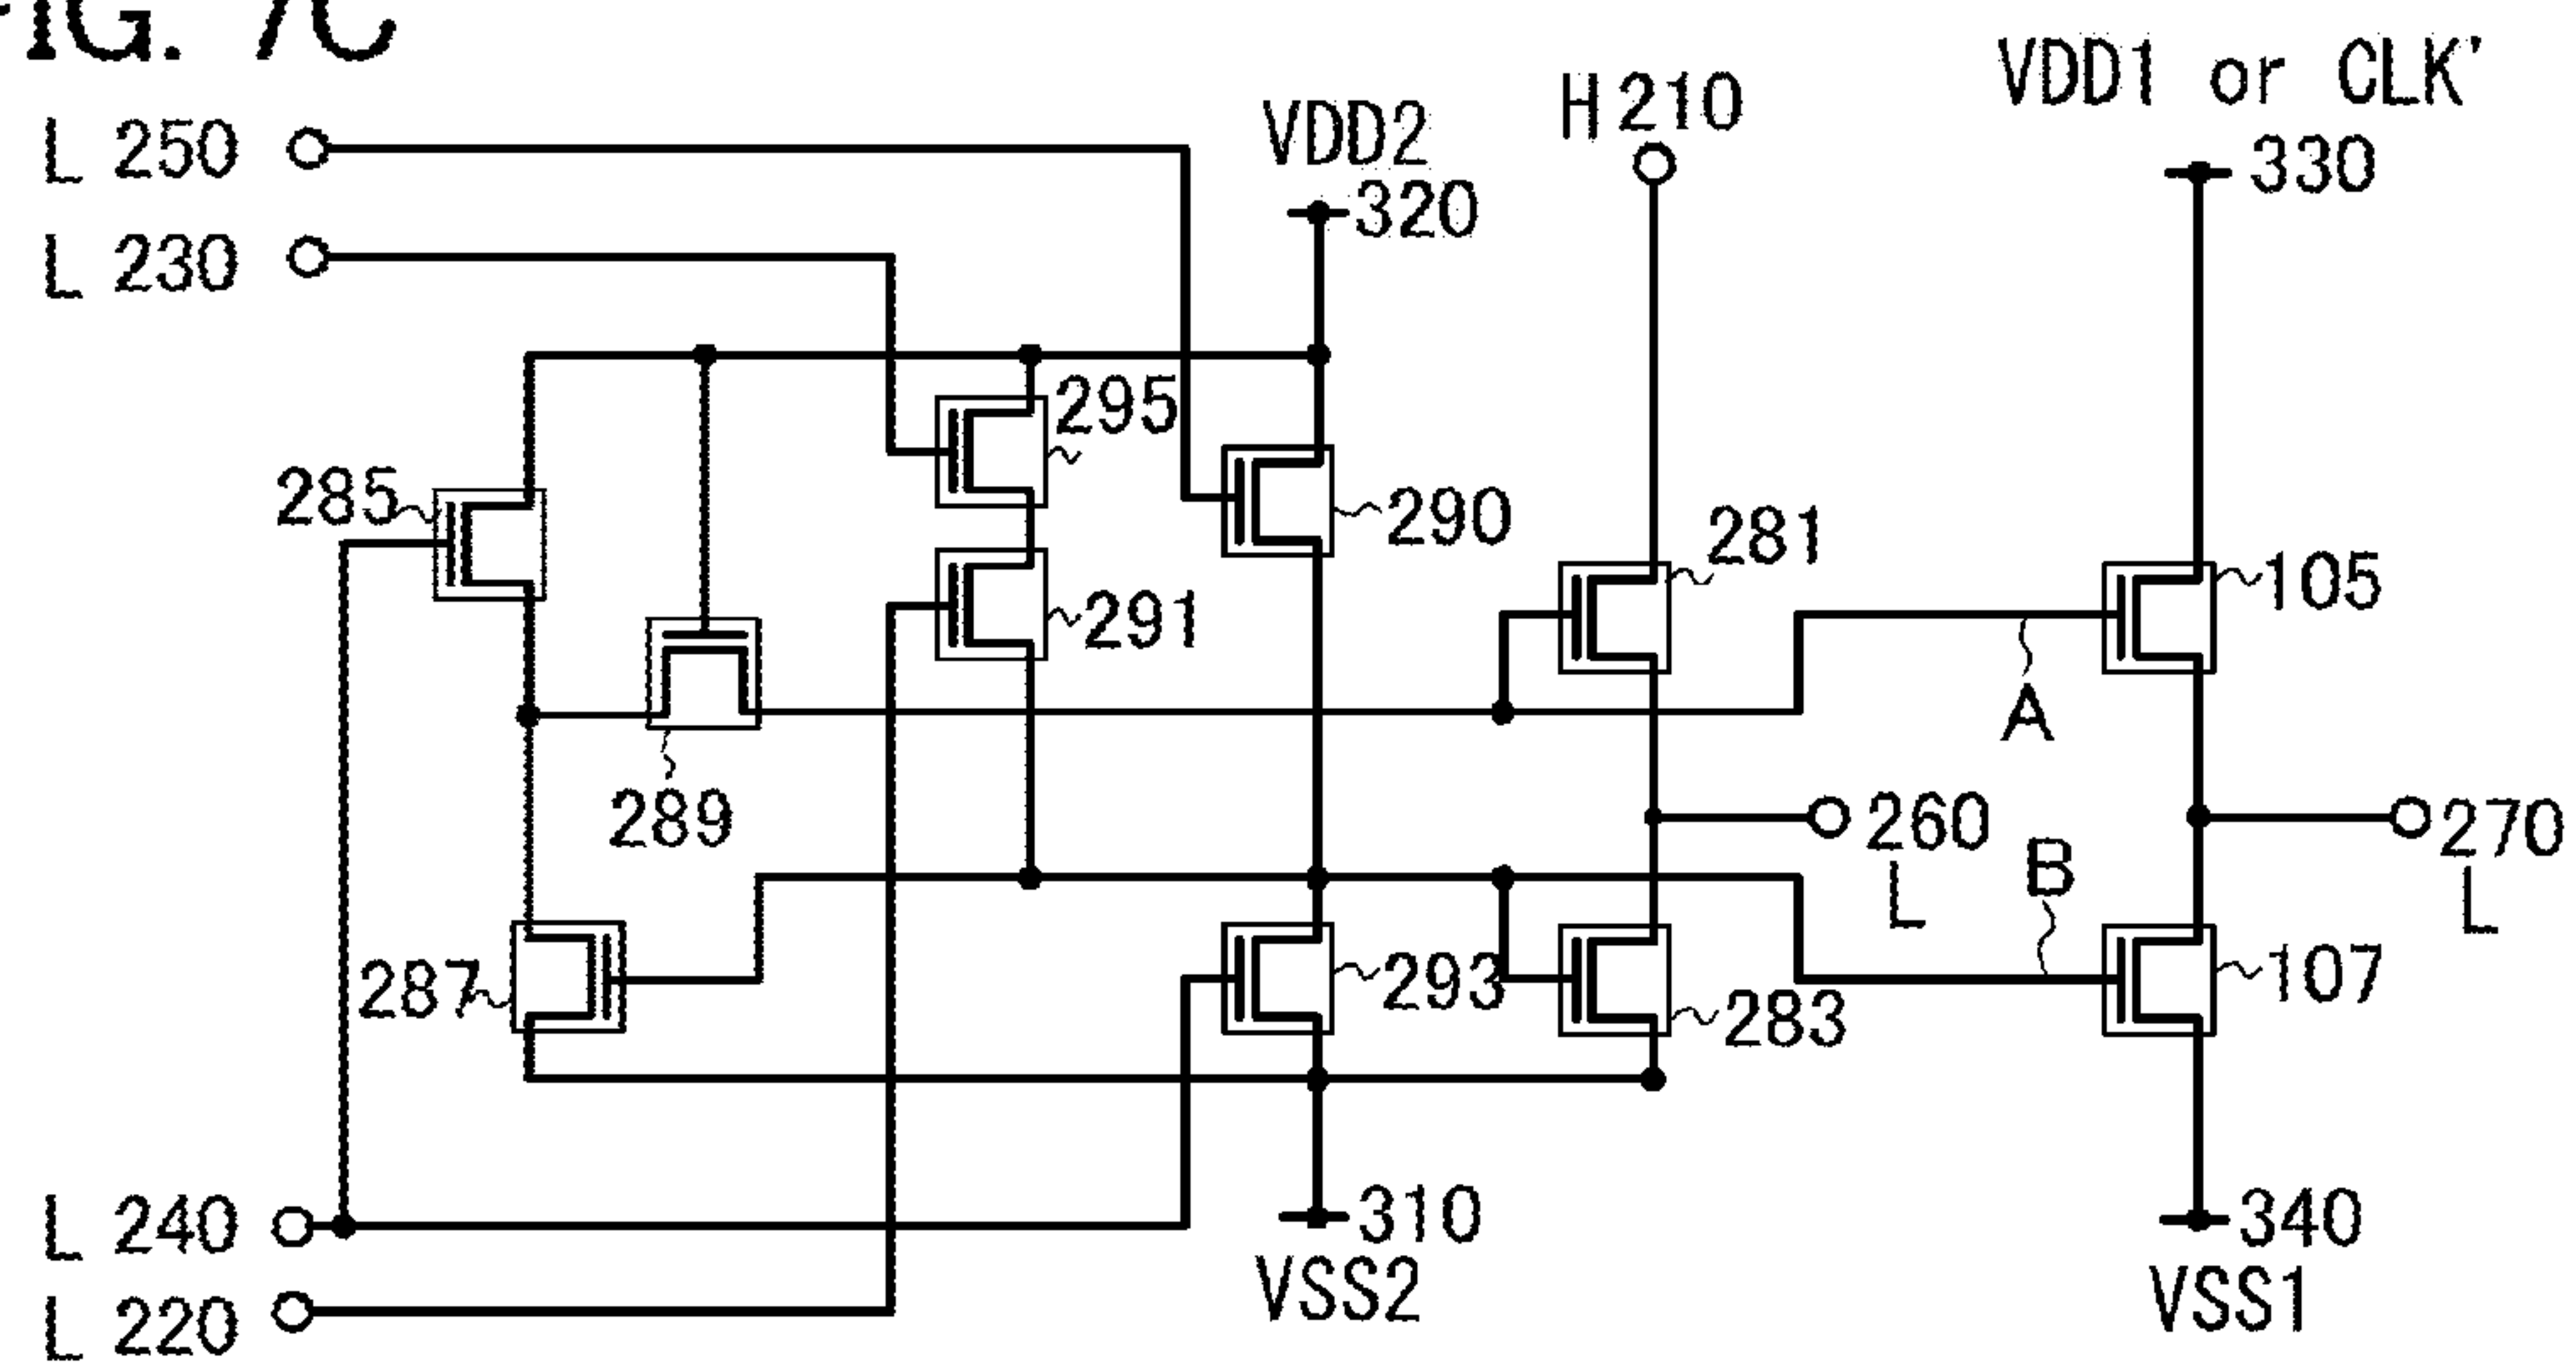 FIG. 7C
L 250
L 230
VDD2
320
H 210
VDD1 or CLK'
330
295
285
290
281
105
291
A
289
260
L
270
L
B
287
293
283
107
L 240
L 220
310
VSS2
340
VSS1